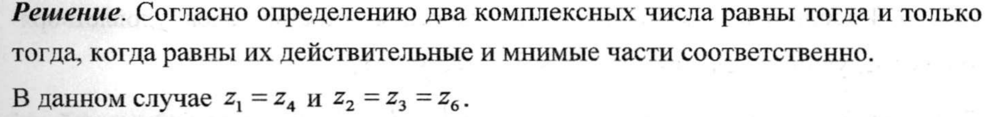 Решение. Согласно определению два комплексных числа равны тогда и только
тогда, когда равны их действительные и мнимые части соответственно.
В данном случае z₁ = z₄ и z₂ = z₃ = z₆.